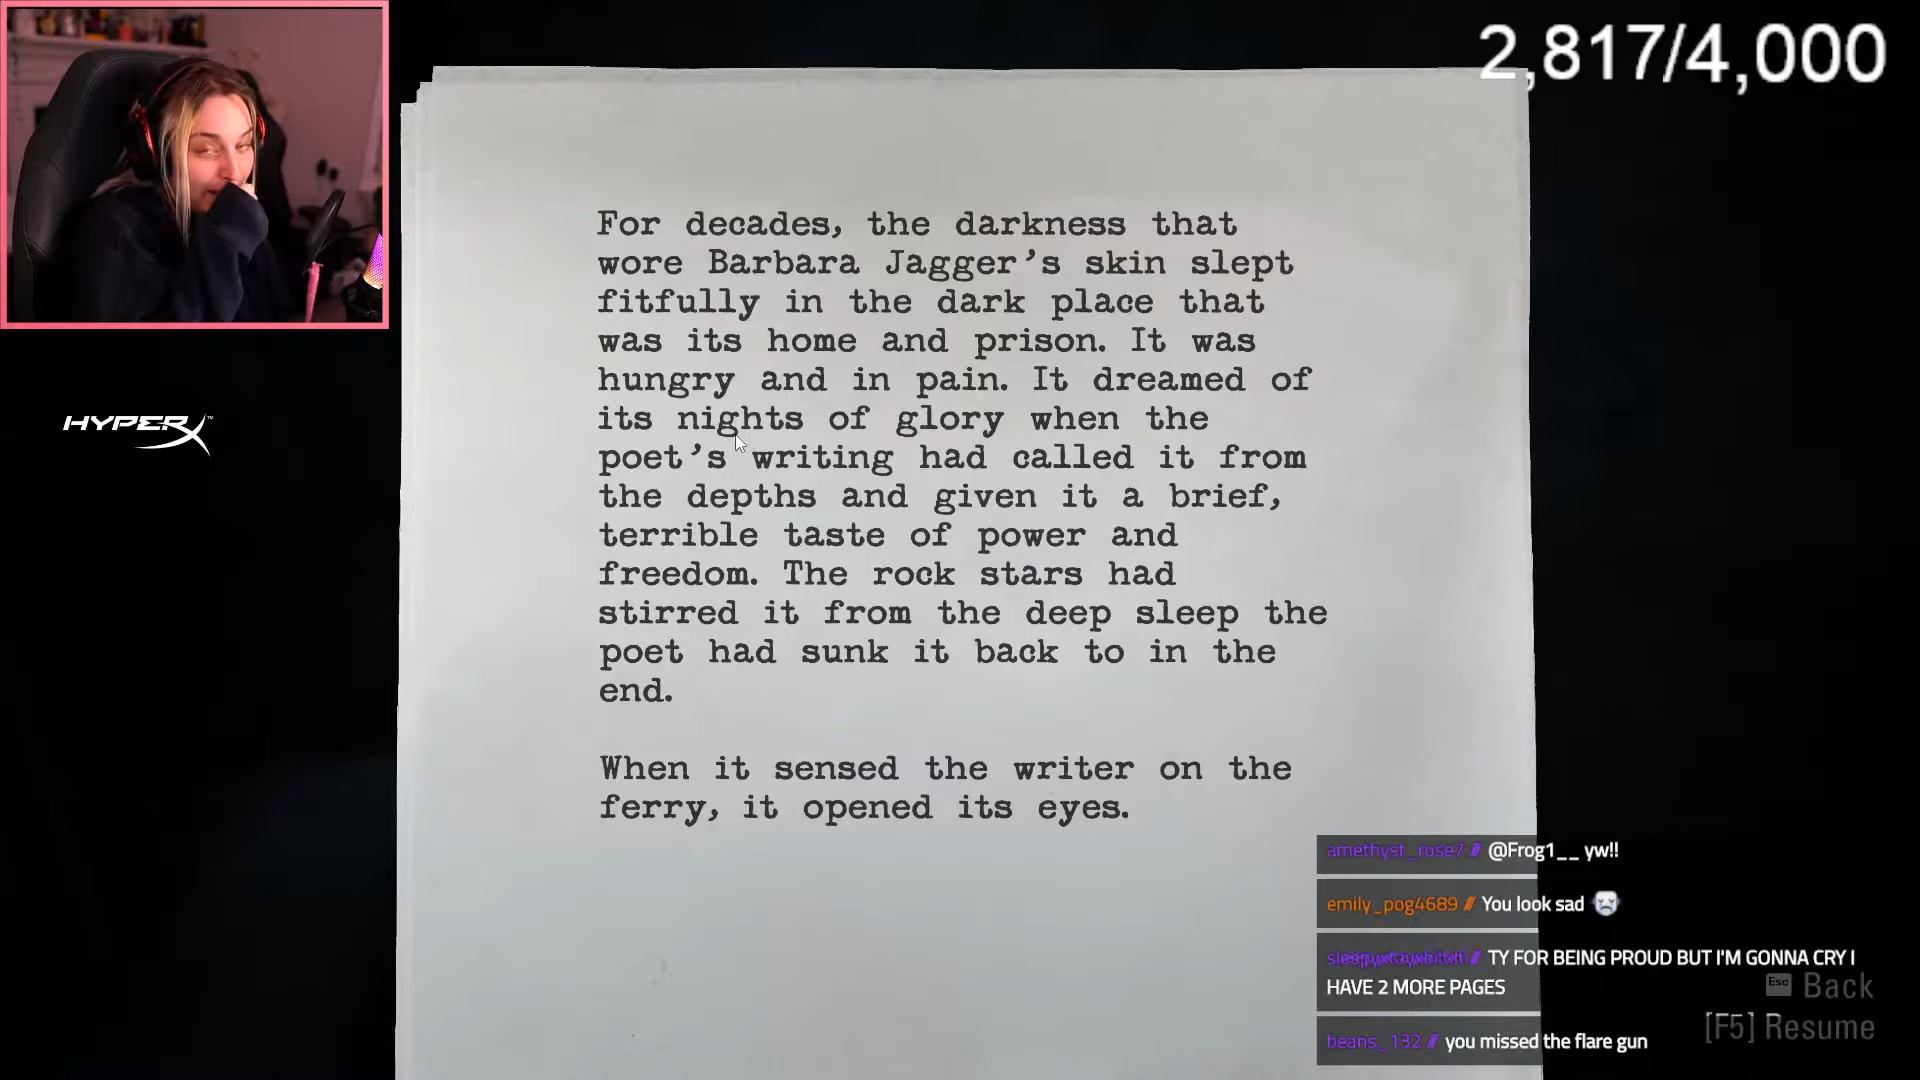 2,817/4,000
For decades, the darkness that
wore Barbara Jagger’s skin slept
fitfully in the dark place that
was its home and prison. It was
hungry and in pain. It dreamed of
its nights of glory when the
poet’s writing had called it from
the depths and given it a brief,
terrible taste of power and
freedom. The rock stars had
stirred it from the deep sleep the
poet had sunk it back to in the
end.
When it sensed the writer on the
ferry, it opened its eyes.
HYPERX™
amethyst_rose7 // @Frog1__ yw!!
emily_pog4689 // You look sad
// TY FOR BEING PROUD BUT I'M GONNA CRY I
HAVE 2 MORE PAGES
beans_132 // you missed the flare gun
Esc Back
[F5] Resume